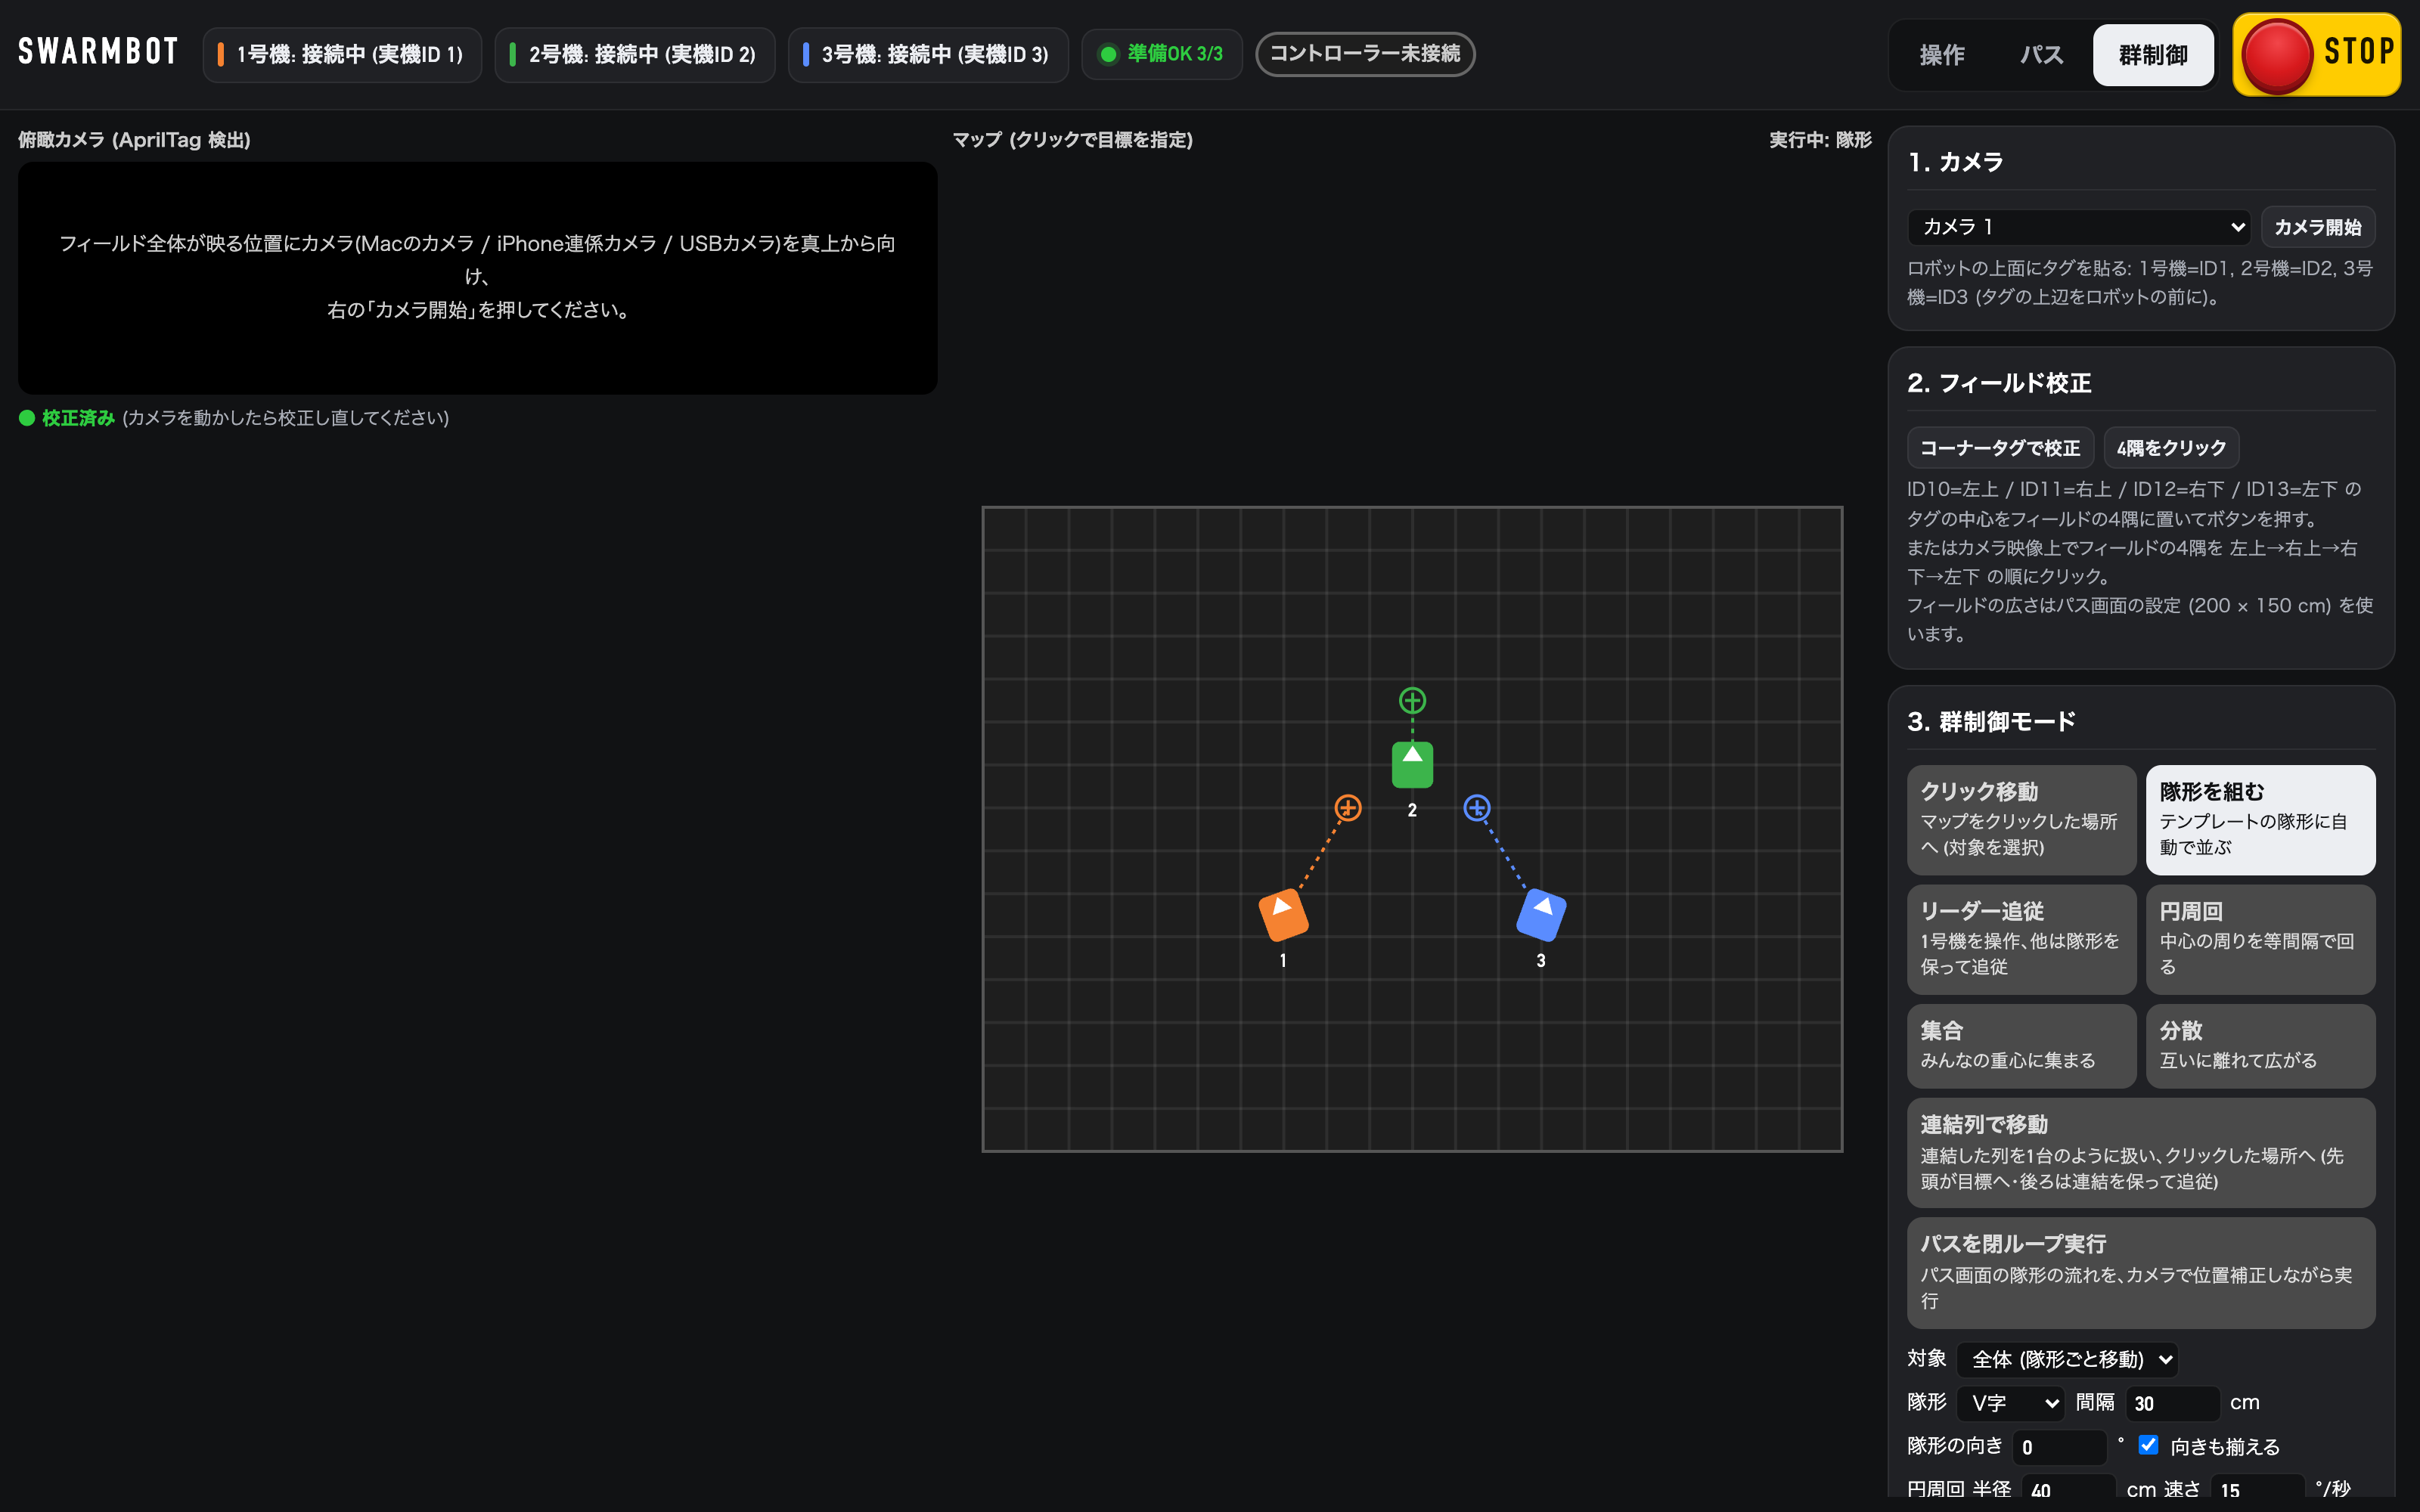 SWARMBOT
1号機: 接続中 (実機ID 1)
2号機: 接続中 (実機ID 2)
3号機: 接続中 (実機ID 3)
準備OK 3/3
コントローラー未接続
操作
パス
群制御
STOP
俯瞰カメラ (AprilTag 検出)
フィールド全体が映る位置にカメラ(Macのカメラ / iPhone連係カメラ / USBカメラ)を真上から向
け、
右の「カメラ開始」を押してください。
校正済み (カメラを動かしたら校正し直してください)
マップ (クリックで目標を指定)
実行中: 隊形
2
1
3
1. カメラ
カメラ 1
カメラ開始
ロボットの上面にタグを貼る: 1号機=ID1, 2号機=ID2, 3号
機=ID3 (タグの上辺をロボットの前に)。
2. フィールド校正
コーナータグで校正
4隅をクリック
ID10=左上 / ID11=右上 / ID12=右下 / ID13=左下 の
タグの中心をフィールドの4隅に置いてボタンを押す。
またはカメラ映像上でフィールドの4隅を 左上→右上→右
下→左下 の順にクリック。
フィールドの広さはパス画面の設定 (200 × 150 cm) を使
います。
3. 群制御モード
クリック移動
マップをクリックした場所
へ (対象を選択)
隊形を組む
テンプレートの隊形に自
動で並ぶ
リーダー追従
1号機を操作、他は隊形を
保って追従
円周回
中心の周りを等間隔で回
る
集合
みんなの重心に集まる
分散
互いに離れて広がる
連結列で移動
連結した列を1台のように扱い、クリックした場所へ (先
頭が目標へ・後ろは連結を保って追従)
パスを閉ループ実行
パス画面の隊形の流れを、カメラで位置補正しながら実
行
対象 全体 (隊形ごと移動)
隊形 V字 間隔 30 cm
隊形の向き 0 ° 向きも揃える
円周回 半径 40 cm 速さ 15 °/秒